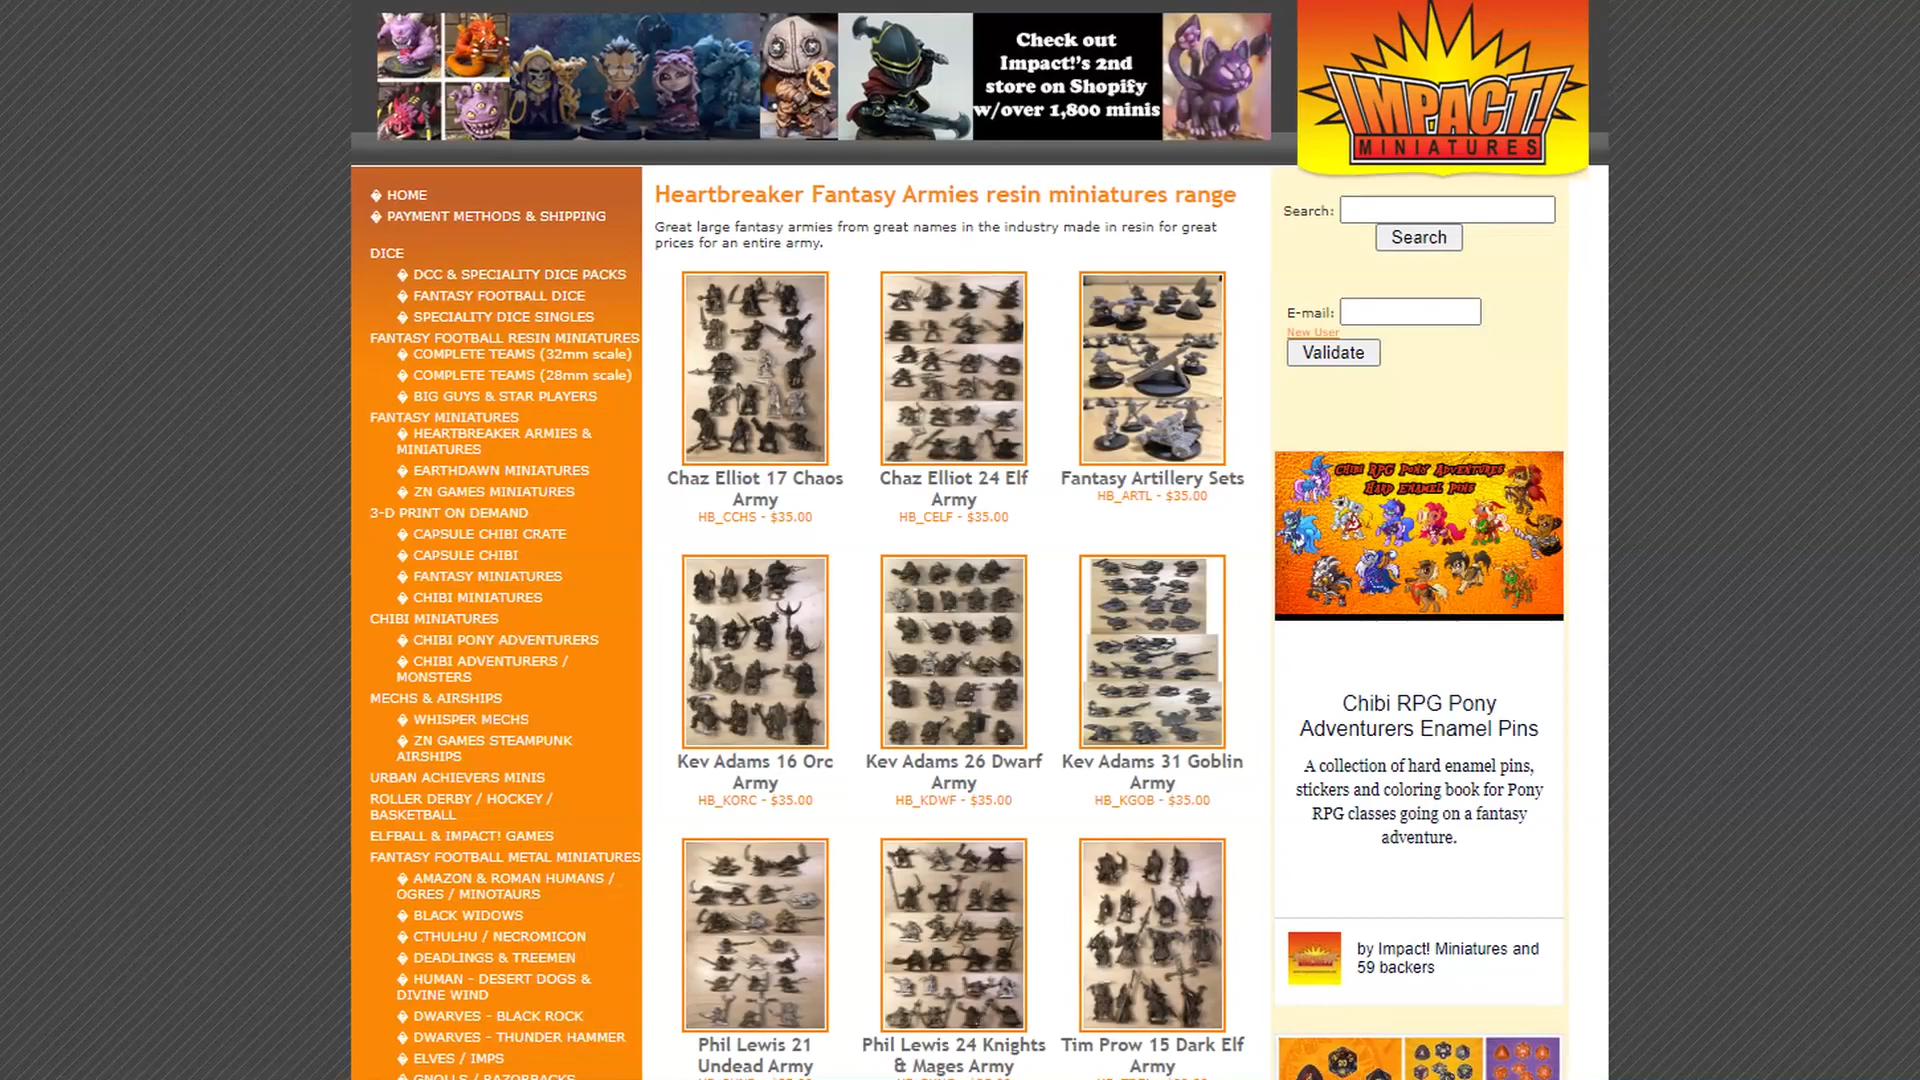 Check out
Impact!'s 2nd
store on Shopify
w/over 1,800 minis
IMPACT!
MINIATURES
� HOME
� PAYMENT METHODS & SHIPPING
DICE
� DCC & SPECIALITY DICE PACKS
� FANTASY FOOTBALL DICE
� SPECIALITY DICE SINGLES
FANTASY FOOTBALL RESIN MINIATURES
� COMPLETE TEAMS (32mm scale)
� COMPLETE TEAMS (28mm scale)
� BIG GUYS & STAR PLAYERS
FANTASY MINIATURES
� HEARTBREAKER ARMIES &
MINIATURES
� EARTHDAWN MINIATURES
� ZN GAMES MINIATURES
3-D PRINT ON DEMAND
� CAPSULE CHIBI CRATE
� CAPSULE CHIBI
� FANTASY MINIATURES
� CHIBI MINIATURES
CHIBI MINIATURES
� CHIBI PONY ADVENTURERS
� CHIBI ADVENTURERS /
MONSTERS
MECHS & AIRSHIPS
� WHISPER MECHS
� ZN GAMES STEAMPUNK
AIRSHIPS
URBAN ACHIEVERS MINIS
ROLLER DERBY / HOCKEY /
BASKETBALL
ELFBALL & IMPACT! GAMES
FANTASY FOOTBALL METAL MINIATURES
� AMAZON & ROMAN HUMANS /
OGRES / MINOTAURS
� BLACK WIDOWS
� CTHULHU / NECROMICON
� DEADLINGS & TREEMEN
� HUMAN - DESERT DOGS &
DIVINE WIND
� DWARVES - BLACK ROCK
� DWARVES - THUNDER HAMMER
� ELVES / IMPS
� GNOLLS / RAZORBACKS
Heartbreaker Fantasy Armies resin miniatures range
Great large fantasy armies from great names in the industry made in resin for great
prices for an entire army.
Chaz Elliot 17 Chaos
Army
HB_CCHS - $35.00
Chaz Elliot 24 Elf
Army
HB_CELF - $35.00
Fantasy Artillery Sets
HB_ARTL - $35.00
Kev Adams 16 Orc
Army
HB_KORC - $35.00
Kev Adams 26 Dwarf
Army
HB_KDWF - $35.00
Kev Adams 31 Goblin
Army
HB_KGOB - $35.00
Phil Lewis 21
Undead Army
Phil Lewis 24 Knights
& Mages Army
Tim Prow 15 Dark Elf
Army
Search:
Search
E-mail:
New User
Validate
Chibi RPG Pony Adventures
Hard Enamel Pins
Chibi RPG Pony
Adventurers Enamel Pins
A collection of hard enamel pins,
stickers and coloring book for Pony
RPG classes going on a fantasy
adventure.
by Impact! Miniatures and
59 backers